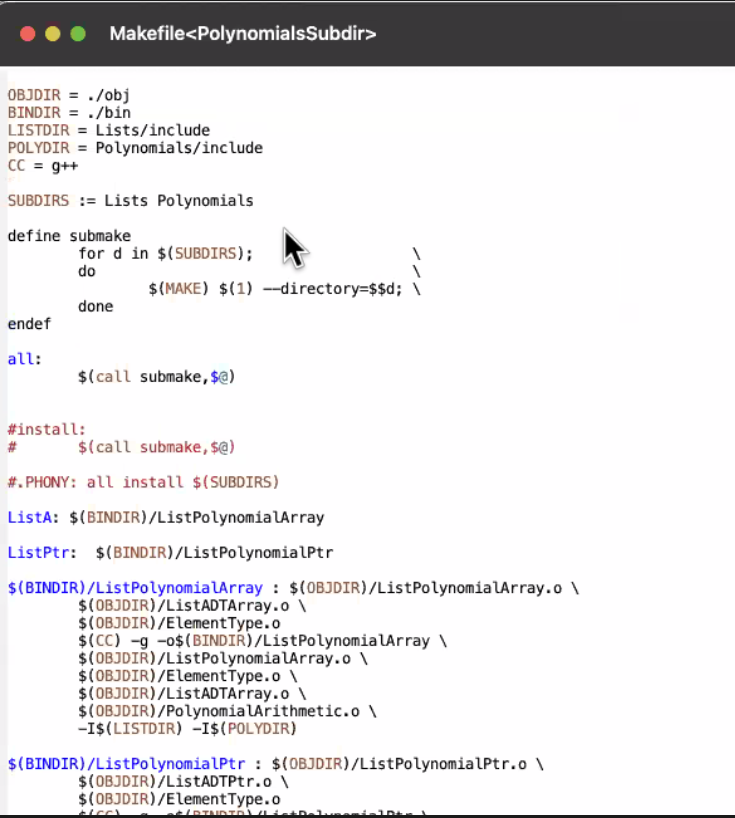 Makefile<PolynomialsSubdir>
OBJDIR = ./obj
BINDIR = ./bin
LISTDIR = Lists/include
POLYDIR = Polynomials/include
CC = g++
SUBDIRS := Lists Polynomials
define submake
for d in $(SUBDIRS); \
do \
$(MAKE) $(1) --directory=$$d; \
done
endef
all:
$(call submake,$@)
#install:
# $(call submake,$@)
#.PHONY: all install $(SUBDIRS)
ListA: $(BINDIR)/ListPolynomialArray
ListPtr: $(BINDIR)/ListPolynomialPtr
$(BINDIR)/ListPolynomialArray : $(OBJDIR)/ListPolynomialArray.o \
$(OBJDIR)/ListADTArray.o \
$(OBJDIR)/ElementType.o
$(CC) -g -o$(BINDIR)/ListPolynomialArray \
$(OBJDIR)/ListPolynomialArray.o \
$(OBJDIR)/ElementType.o \
$(OBJDIR)/ListADTArray.o \
$(OBJDIR)/PolynomialArithmetic.o \
-I$(LISTDIR) -I$(POLYDIR)
$(BINDIR)/ListPolynomialPtr : $(OBJDIR)/ListPolynomialPtr.o \
$(OBJDIR)/ListADTPtr.o \
$(OBJDIR)/ElementType.o
$(CC) -g -o$(BINDIR)/ListPolynomialPtr \